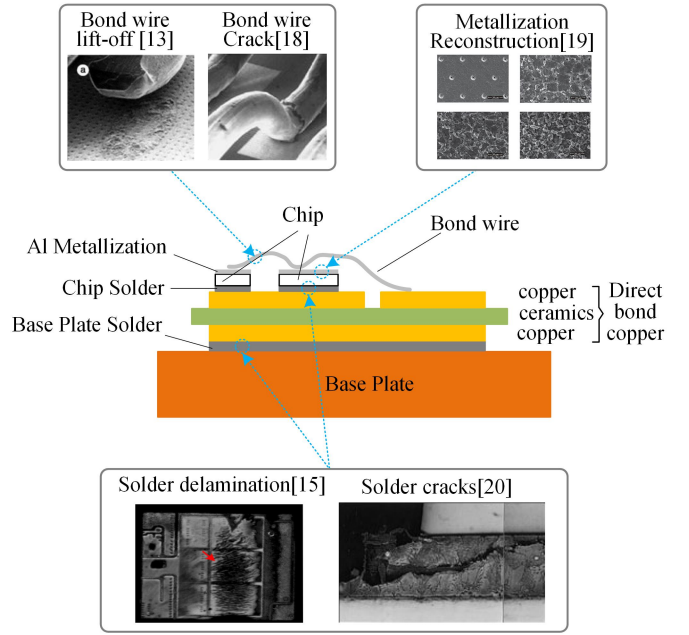 Bond wire
lift-off [13]
Bond wire
Crack[18]
a
Metallization
Reconstruction[19]
Chip
Bond wire
Al Metallization
Chip Solder
Base Plate Solder
copper
ceramics
copper
Direct
bond
copper
Base Plate
Solder delamination[15]
Solder cracks[20]